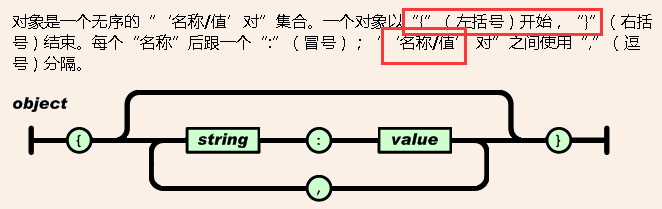 对象是一个无序的“‘名称/值’对”集合。一个对象以“{”（左括号）开始，“}”（右括
号）结束。每个“名称”后跟一个“:”（冒号）；“‘名称/值’ 对”之间使用“,”（逗
号）分隔。
object
{ string : value }
,